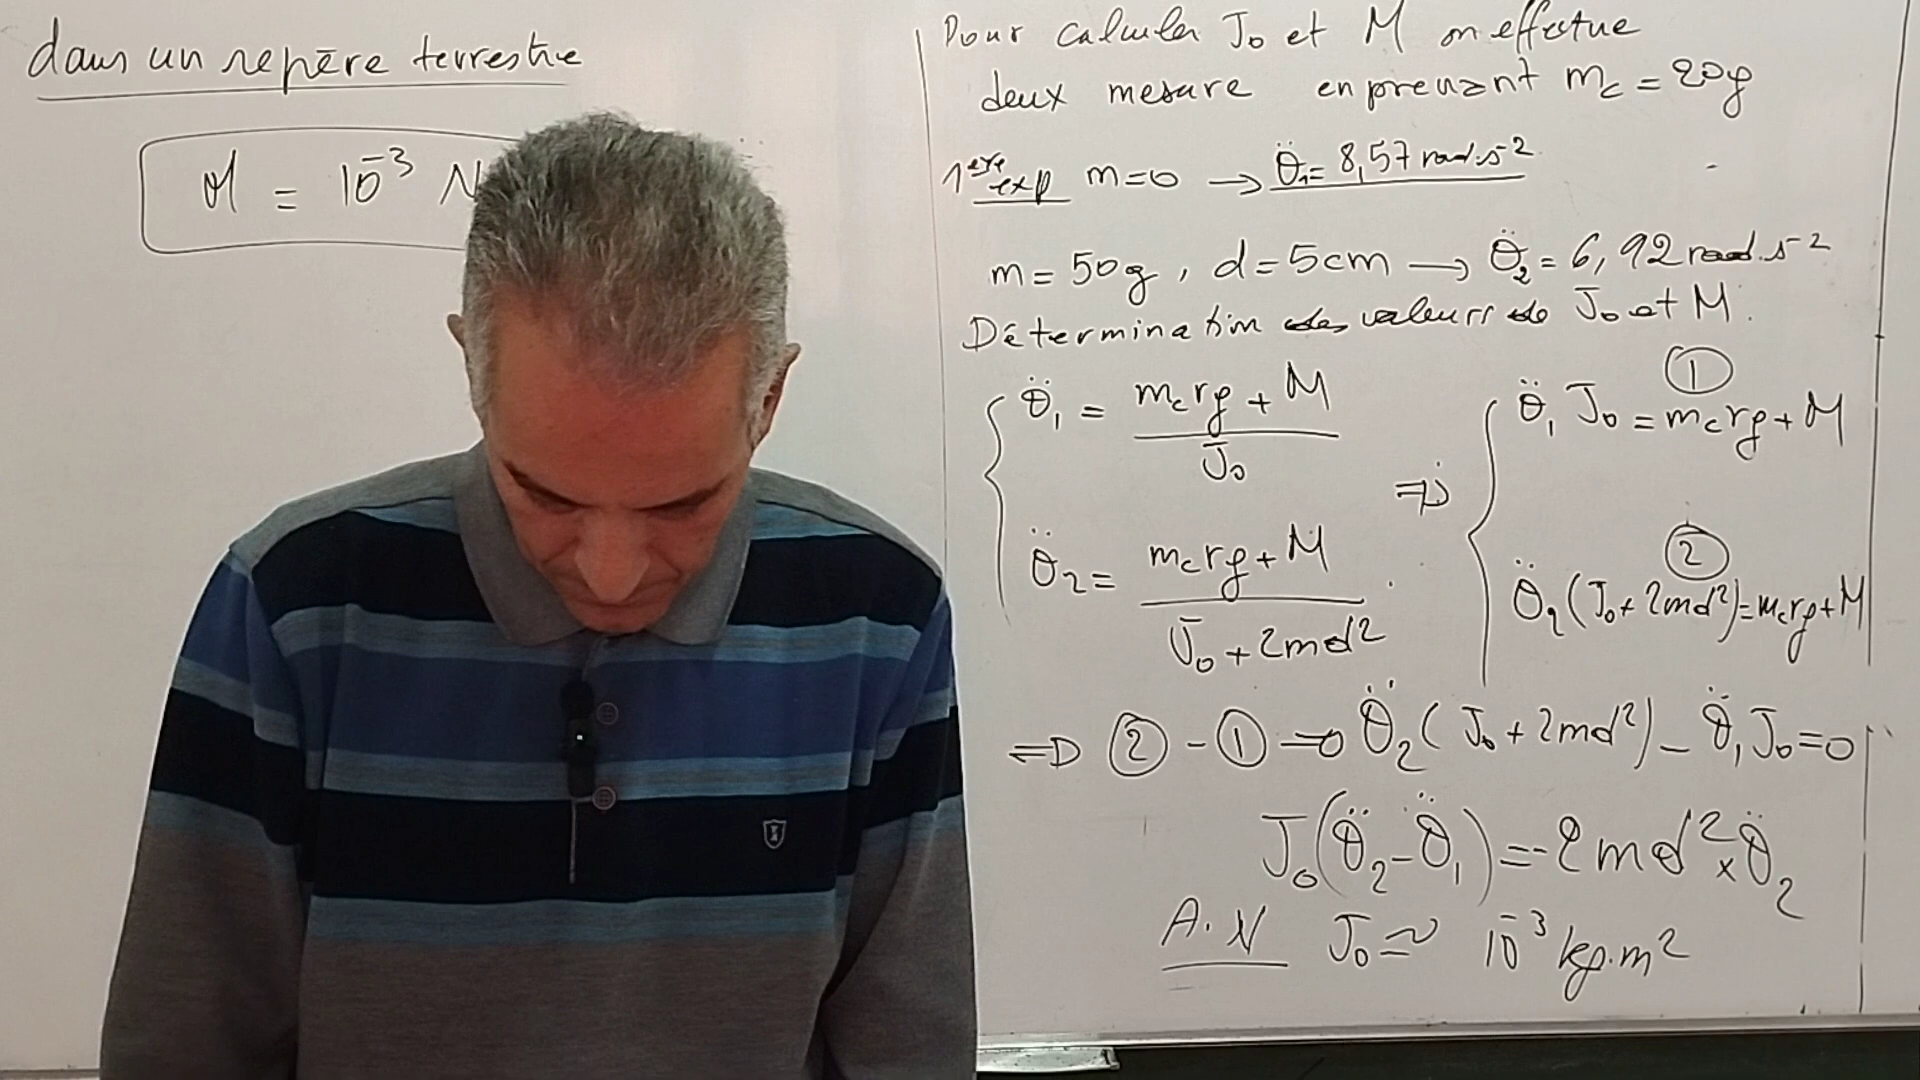 dans un repère terrestre
M = 10⁻³ N
Pour calculer J₀ et M on effectue
deux mesure en prenant m_c = 20g
1ère exp m=0 → θ̈₁= 8,57 rad.s⁻²
m= 50g, d=5cm → θ̈₂= 6,92 rad.s⁻²
Détermination des valeurs de J₀ et M.
θ̈₁ = (m_c r g + M) / J₀
θ̈₂ = (m_c r g + M) / (J₀ + 2md²)
⇒
①
θ̈₁ J₀ = m_c r g + M
②
θ̈₂ (J₀ + 2md²) = m_c r g + M
⇒ ② - ① → θ̈₂ ( J₀ + 2md²) - θ̈₁ J₀ = 0
J₀(θ̈₂ - θ̈₁) = -2md² × θ̈₂
A.N J₀ ≃ 10⁻³ kg.m²